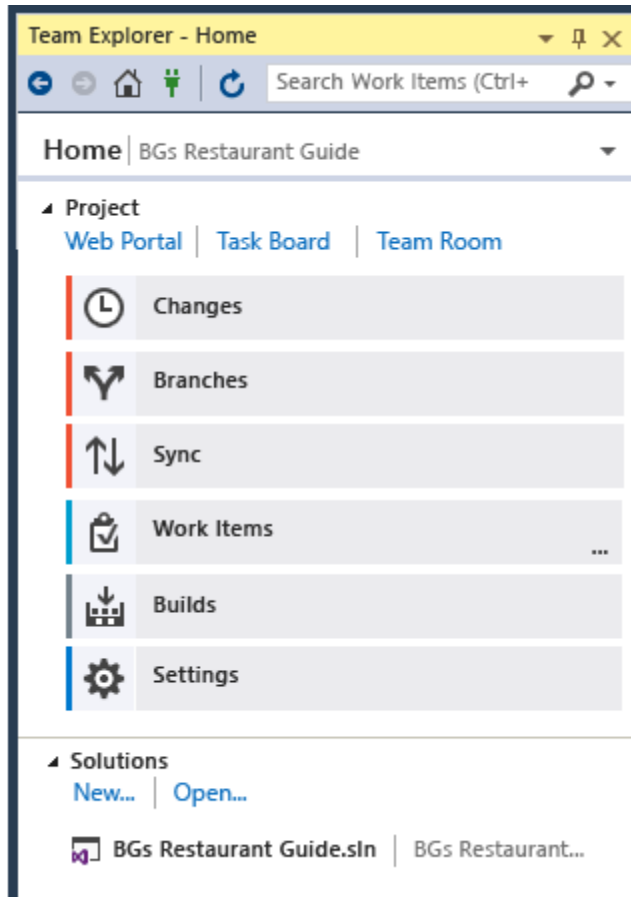 Team Explorer - Home
Search Work Items (Ctrl+
Home | BGs Restaurant Guide
Project
Web Portal | Task Board | Team Room
Changes
Branches
Sync
Work Items
...
Builds
Settings
Solutions
New... | Open...
BGs Restaurant Guide.sln | BGs Restaurant...